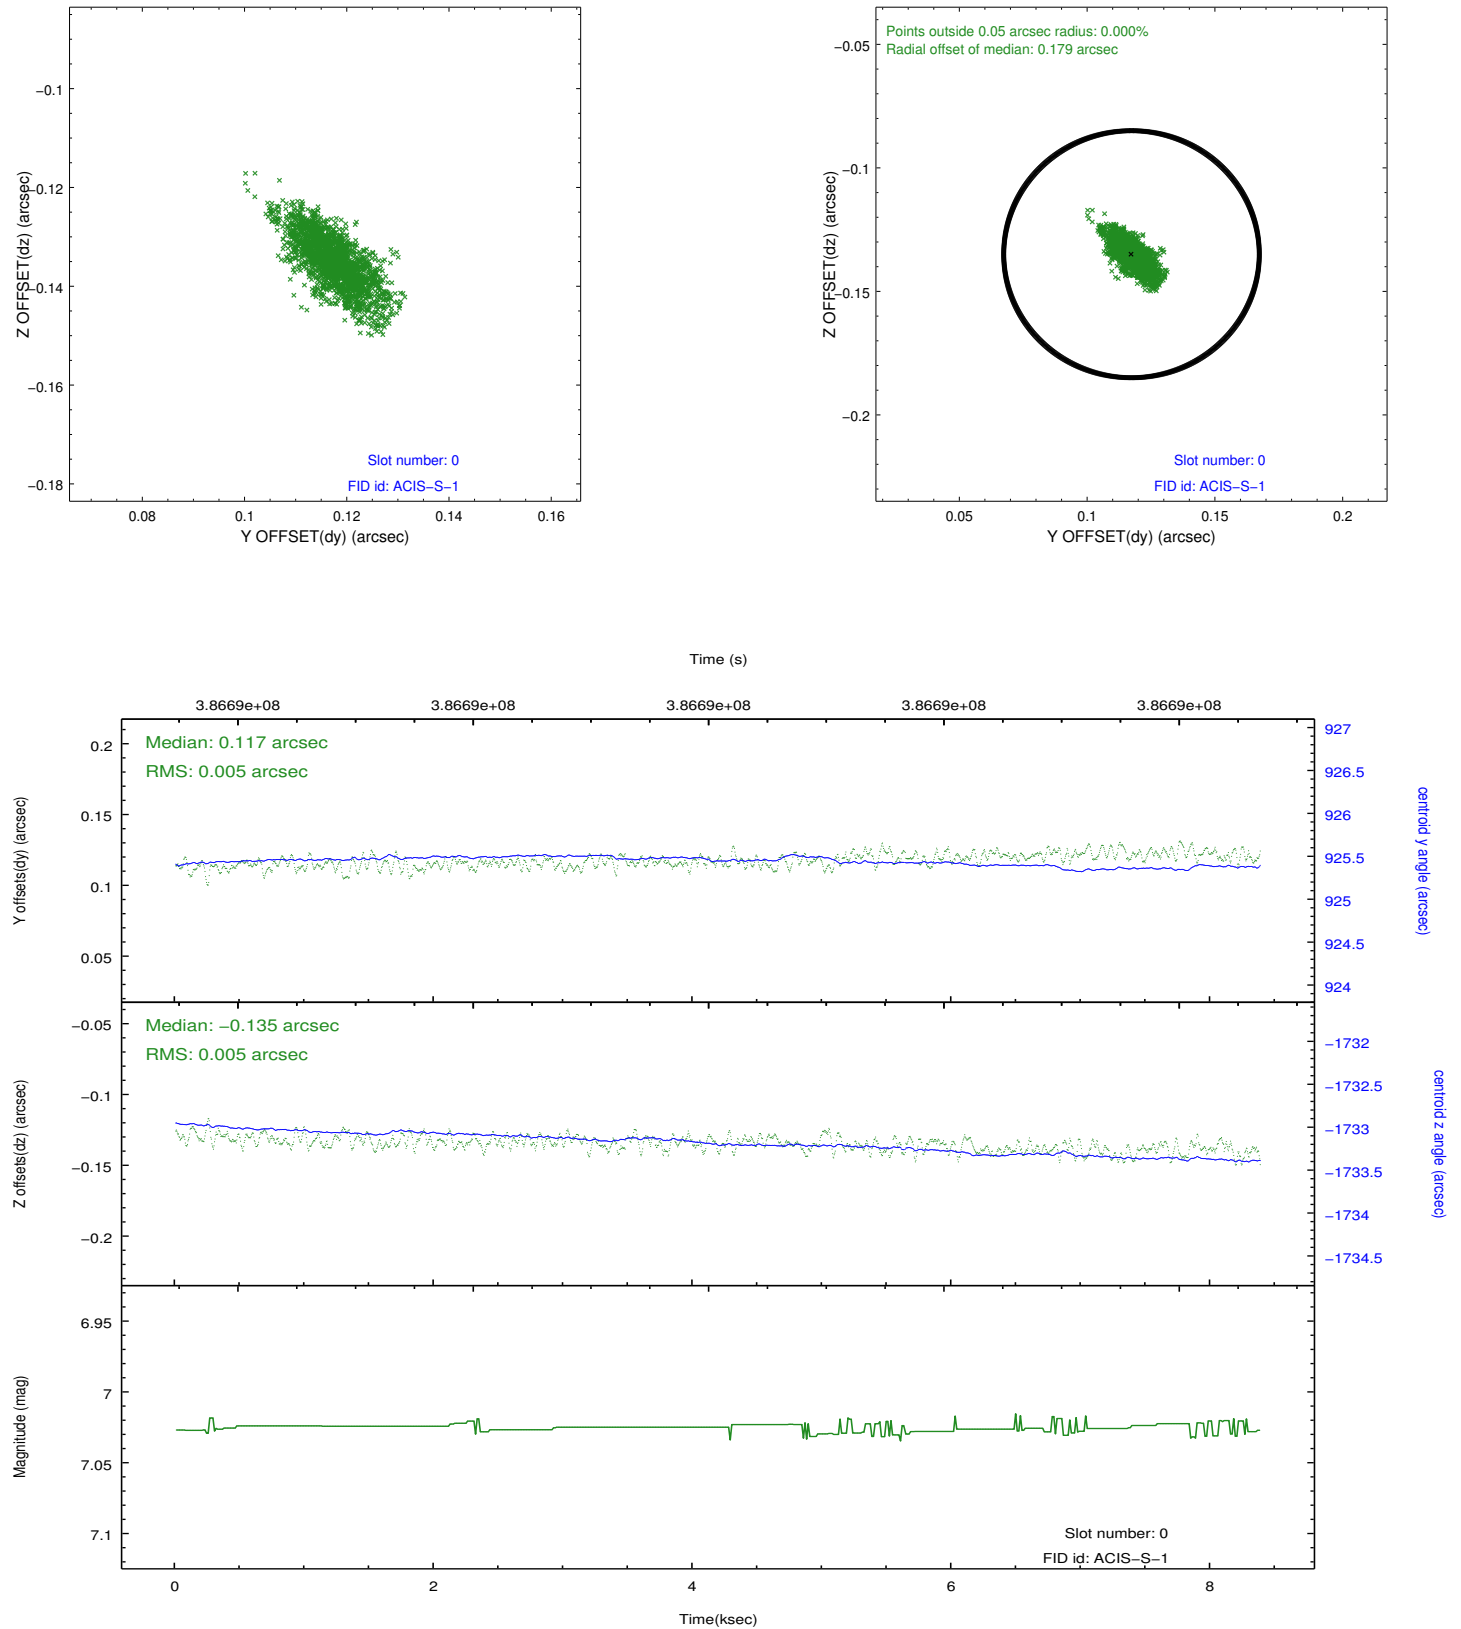 −0.1
−0.12
−0.14
−0.16
−0.18
Z OFFSET(dz) (arcsec)
0.08
0.1
0.12
0.14
0.16
Y OFFSET(dy) (arcsec)
Slot number: 0
FID id: ACIS−S−1
Points outside 0.05 arcsec radius: 0.000%
Radial offset of median: 0.179 arcsec
−0.05
−0.1
−0.15
−0.2
Z OFFSET(dz) (arcsec)
Slot number: 0
FID id: ACIS−S−1
0.05
0.1
0.15
0.2
Y OFFSET(dy) (arcsec)
Time (s)
3.8669e+08
3.8669e+08
3.8669e+08
3.8669e+08
3.8669e+08
Median: 0.117 arcsec
RMS: 0.005 arcsec
0.2
0.15
0.1
0.05
Y offsets(dy) (arcsec)
927
926.5
926
925.5
925
924.5
924
centroid y angle (arcsec)
Median: −0.135 arcsec
RMS: 0.005 arcsec
−0.05
−0.1
−0.15
−0.2
Z offsets(dz) (arcsec)
−1732
−1732.5
−1733
−1733.5
−1734
−1734.5
centroid z angle (arcsec)
6.95
7
7.05
7.1
Magnitude (mag)
Slot number: 0
FID id: ACIS−S−1
0
2
4
6
8
Time(ksec)